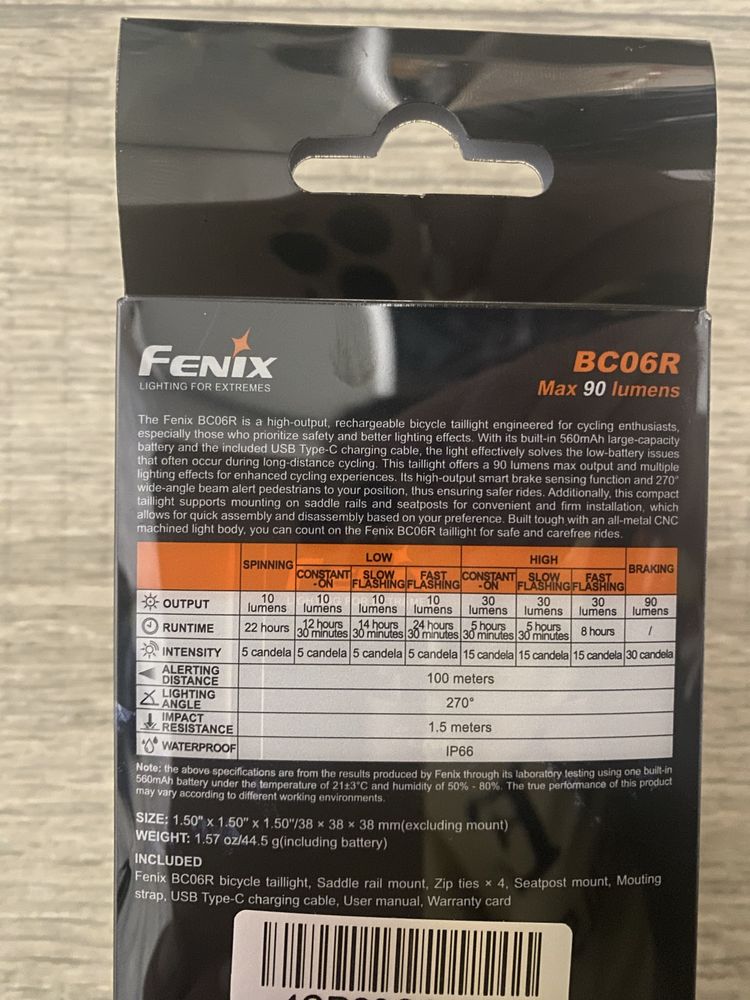 FENIX
LIGHTING FOR EXTREMES
BC06R
Max 90 lumens
The Fenix BC06R is a high-output, rechargeable bicycle taillight engineered for cycling enthusiasts,
especially those who prioritize safety and better lighting effects. With its built-in 560mAh large-capacity
battery and the included USB Type-C charging cable, the light effectively solves the low-battery issues
that often occur during long-distance cycling. This taillight offers a 90 lumens max output and multiple
lighting effects for enhanced cycling experiences. Its high-output smart brake sensing function and 270°
wide-angle beam alert pedestrians to your position, thus ensuring safer rides. Additionally, this compact
taillight supports mounting on saddle rails and seatposts for convenient and firm installation, which
allows for quick assembly and disassembly based on your preference. Built tough with an all-metal CNC
machined light body, you can count on the Fenix BC06R taillight for safe and carefree rides.
SPINNING LOW HIGH BRAKING
CONSTANT-ON SLOW FLASHING FAST FLASHING CONSTANT-ON SLOW FLASHING FAST FLASHING
OUTPUT 10 lumens 10 lumens 10 lumens 10 lumens 30 lumens 30 lumens 30 lumens 90 lumens
RUNTIME 22 hours 12 hours 30 minutes 14 hours 30 minutes 24 hours 30 minutes 5 hours 30 minutes 5 hours 30 minutes 8 hours /
INTENSITY 5 candela 5 candela 5 candela 5 candela 15 candela 15 candela 15 candela 30 candela
ALERTING DISTANCE 100 meters
LIGHTING ANGLE 270°
IMPACT RESISTANCE 1.5 meters
WATERPROOF IP66
Note: the above specifications are from the results produced by Fenix through its laboratory testing using one built-in
560mAh battery under the temperature of 21±3°C and humidity of 50% - 80%. The true performance of this product
may vary according to different working environments.
SIZE: 1.50" x 1.50" x 1.50"/38 × 38 × 38 mm(excluding mount)
WEIGHT: 1.57 oz/44.5 g(including battery)
INCLUDED
Fenix BC06R bicycle taillight, Saddle rail mount, Zip ties × 4, Seatpost mount, Mouting
strap, USB Type-C charging cable, User manual, Warranty card